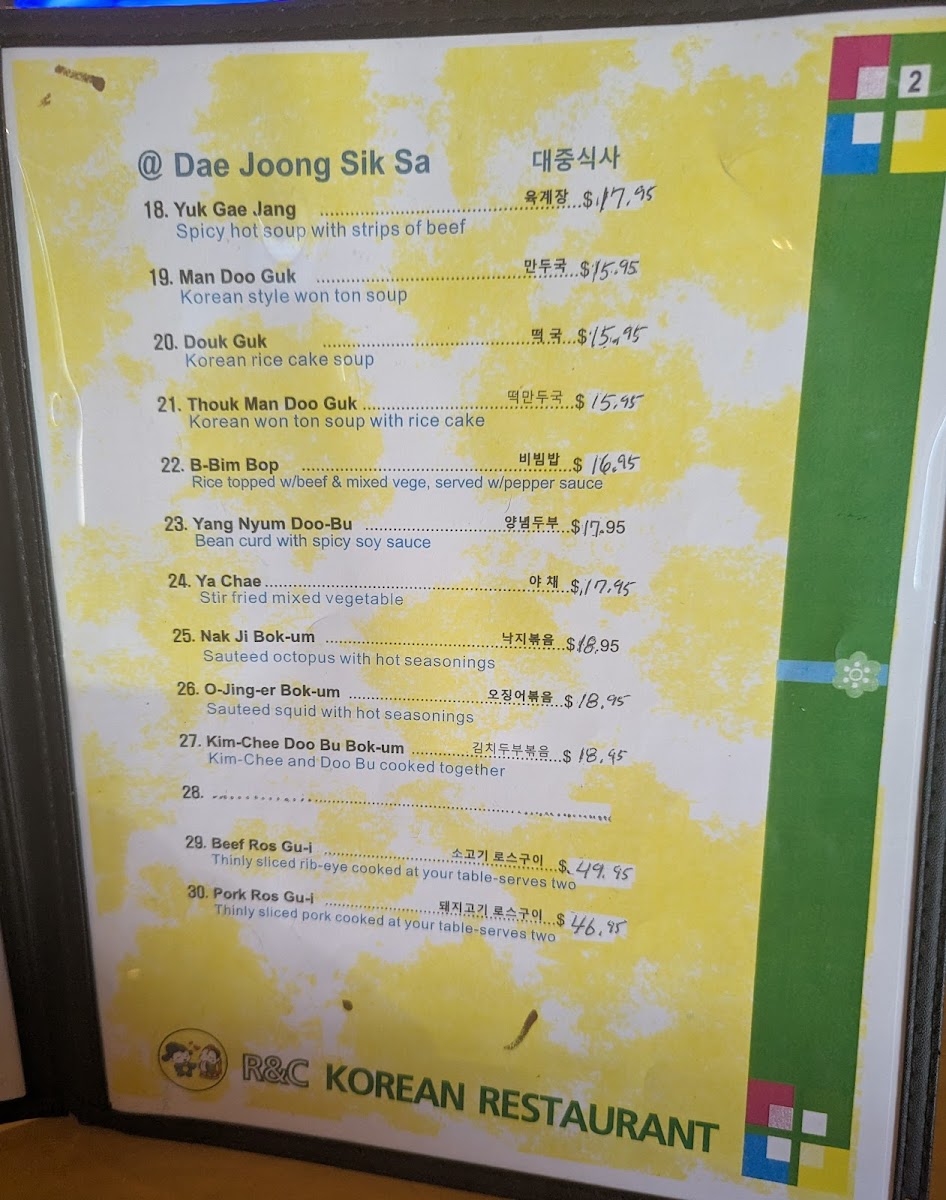 2
@ Dae Joong Sik Sa 대중식사
18. Yuk Gae Jang ........ 육계장 ...$17.95
Spicy hot soup with strips of beef
19. Man Doo Guk ........ 만두국 ...$15.95
Korean style won ton soup
20. Douk Guk ........ 떡 국 ...$15.95
Korean rice cake soup
21. Thouk Man Doo Guk ........ 떡만두국 ...$15.95
Korean won ton soup with rice cake
22. B-Bim Bop ........ 비빔밥 ...$16.95
Rice topped w/beef & mixed vege, served w/pepper sauce
23. Yang Nyum Doo-Bu ........ 양념두부 ...$17.95
Bean curd with spicy soy sauce
24. Ya Chae ........ 야 채 ...$17.95
Stir fried mixed vegetable
25. Nak Ji Bok-um ........ 낙지볶음 ...$18.95
Sauteed octopus with hot seasonings
26. O-Jing-er Bok-um ........ 오징어볶음 ...$18.95
Sauteed squid with hot seasonings
27. Kim-Chee Doo Bu Bok-um ........ 김치두부볶음 ...$18.95
Kim-Chee and Doo Bu cooked together
28. ........
29. Beef Ros Gu-i ........ 소고기 로스구이 ...$49.95
Thinly sliced rib-eye cooked at your table-serves two
30. Pork Ros Gu-i ........ 돼지고기 로스구이 ...$46.95
Thinly sliced pork cooked at your table-serves two
R&C KOREAN RESTAURANT